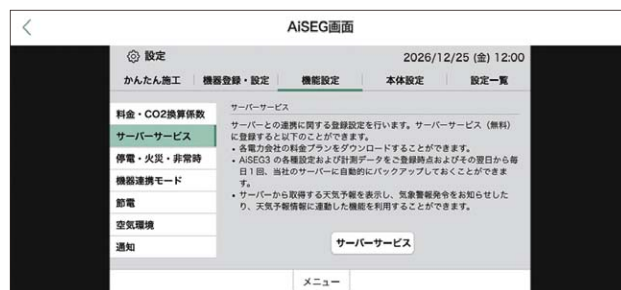 AiSEG画面
設定
2026/12/25 (金) 12:00
かんたん施工 機器登録・設定 機能設定 本体設定 設定一覧
料金・CO2換算係数
サーバーサービス
停電・火災・非常時
機器連携モード
節電
空気環境
通知
サーバーサービス
サーバーとの連携に関する登録設定を行います。サーバーサービス（無料）
に登録すると以下のことができます。
・各電力会社の料金プランをダウンロードすることができます。
・AiSEG3 の各種設定および計測データをご登録時点およびその翌日から毎
日1回、当社のサーバーに自動的にバックアップしておくことができま
す。
・サーバーから取得する天気予報を表示し、気象警報発令をお知らせした
り、天気予報情報に連動した機能を利用することができます。
サーバーサービス
メニュー